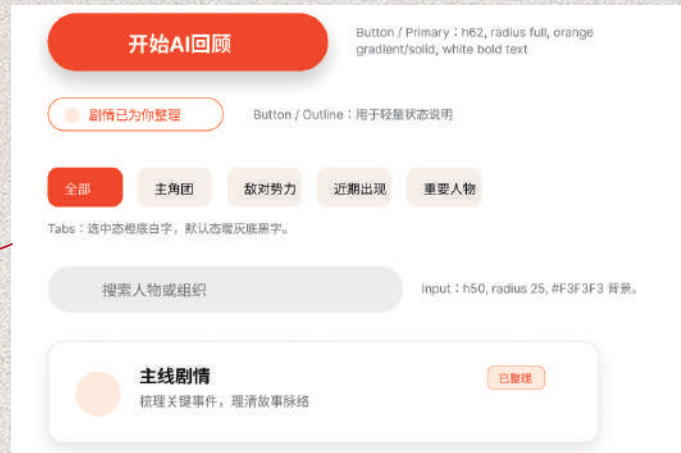 开始AI回顾
Button / Primary：h62, radius full, orange
gradient/solid, white bold text
剧情已为你整理
Button / Outline：用于轻量状态说明
全部
主角团
敌对势力
近期出现
重要人物
Tabs：选中态橙底白字，默认态暖灰底黑字。
搜索人物或组织
Input：h50, radius 25, #F3F3F3 背景。
主线剧情
已整理
梳理关键事件，理清故事脉络